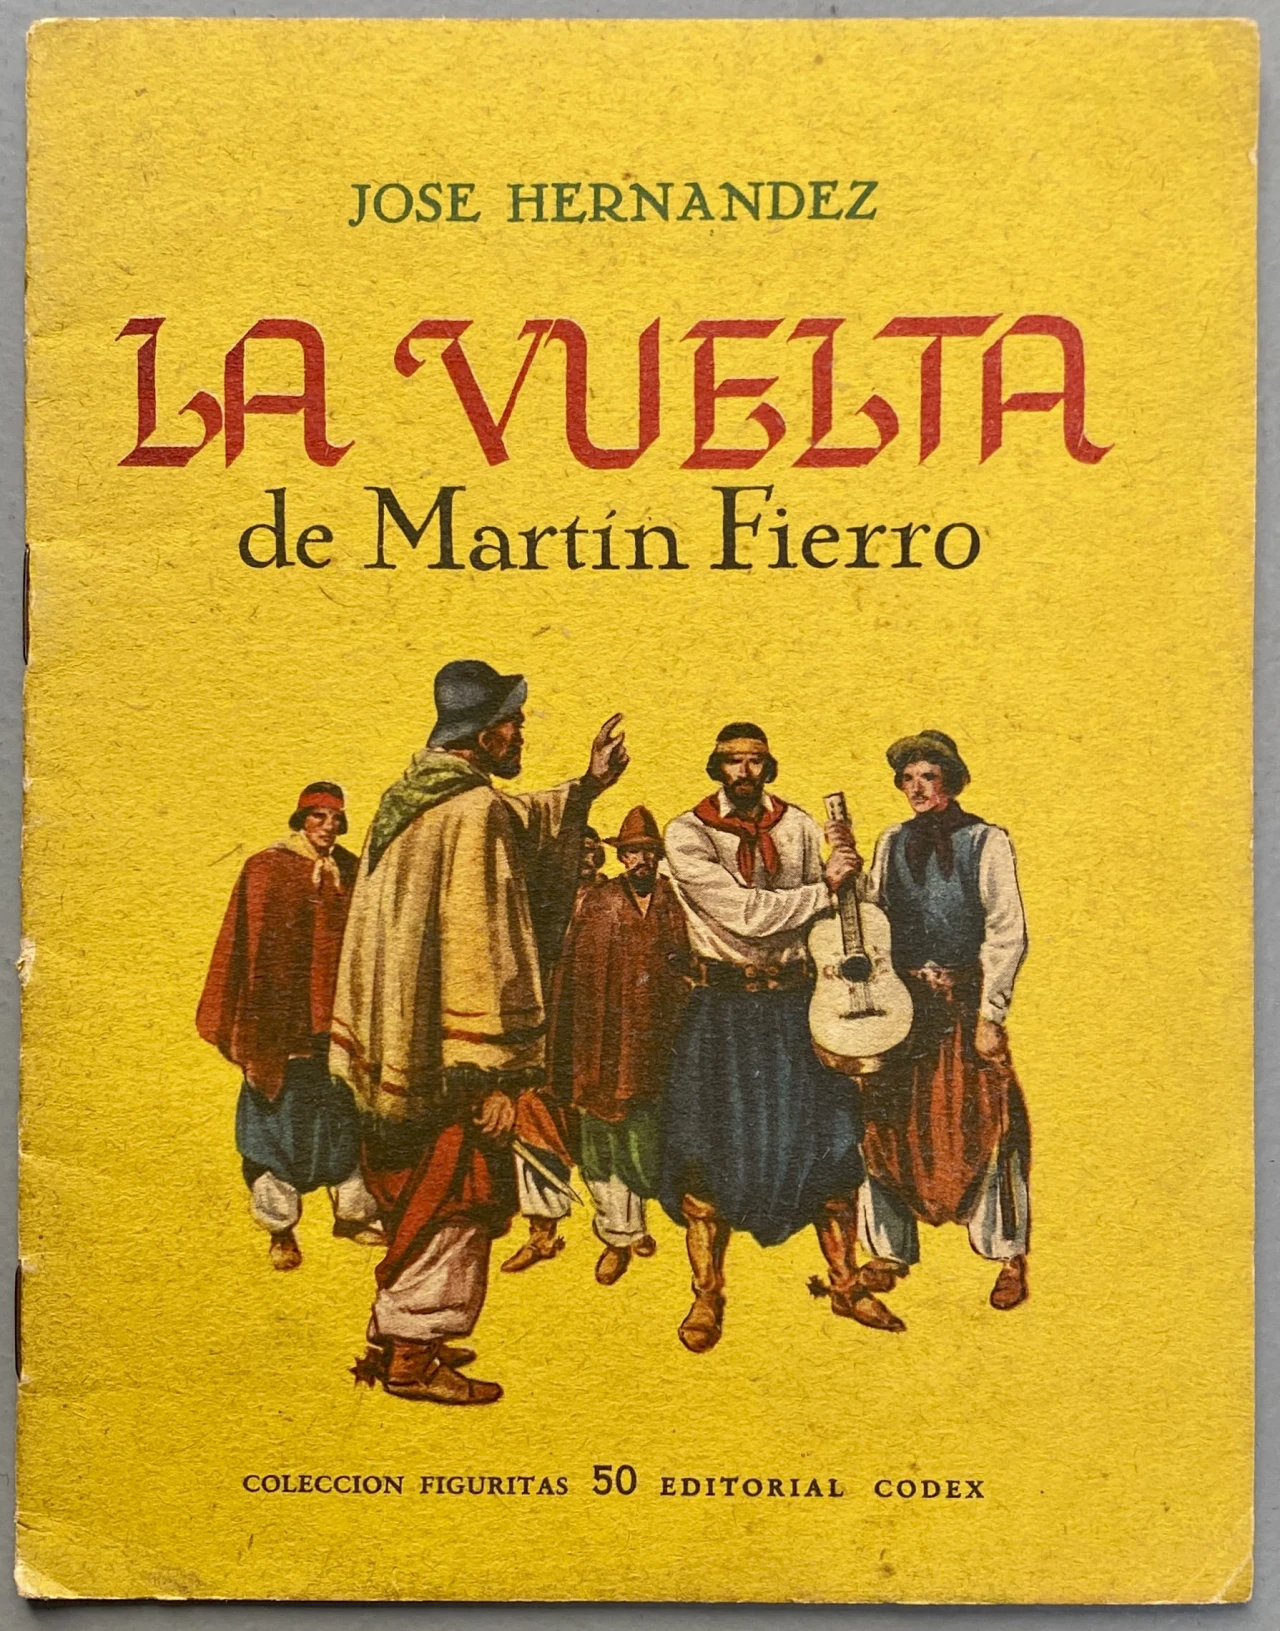 JOSE HERNANDEZ
LA VUELTA
de Martín Fierro
COLECCION FIGURITAS 50 EDITORIAL CODEX